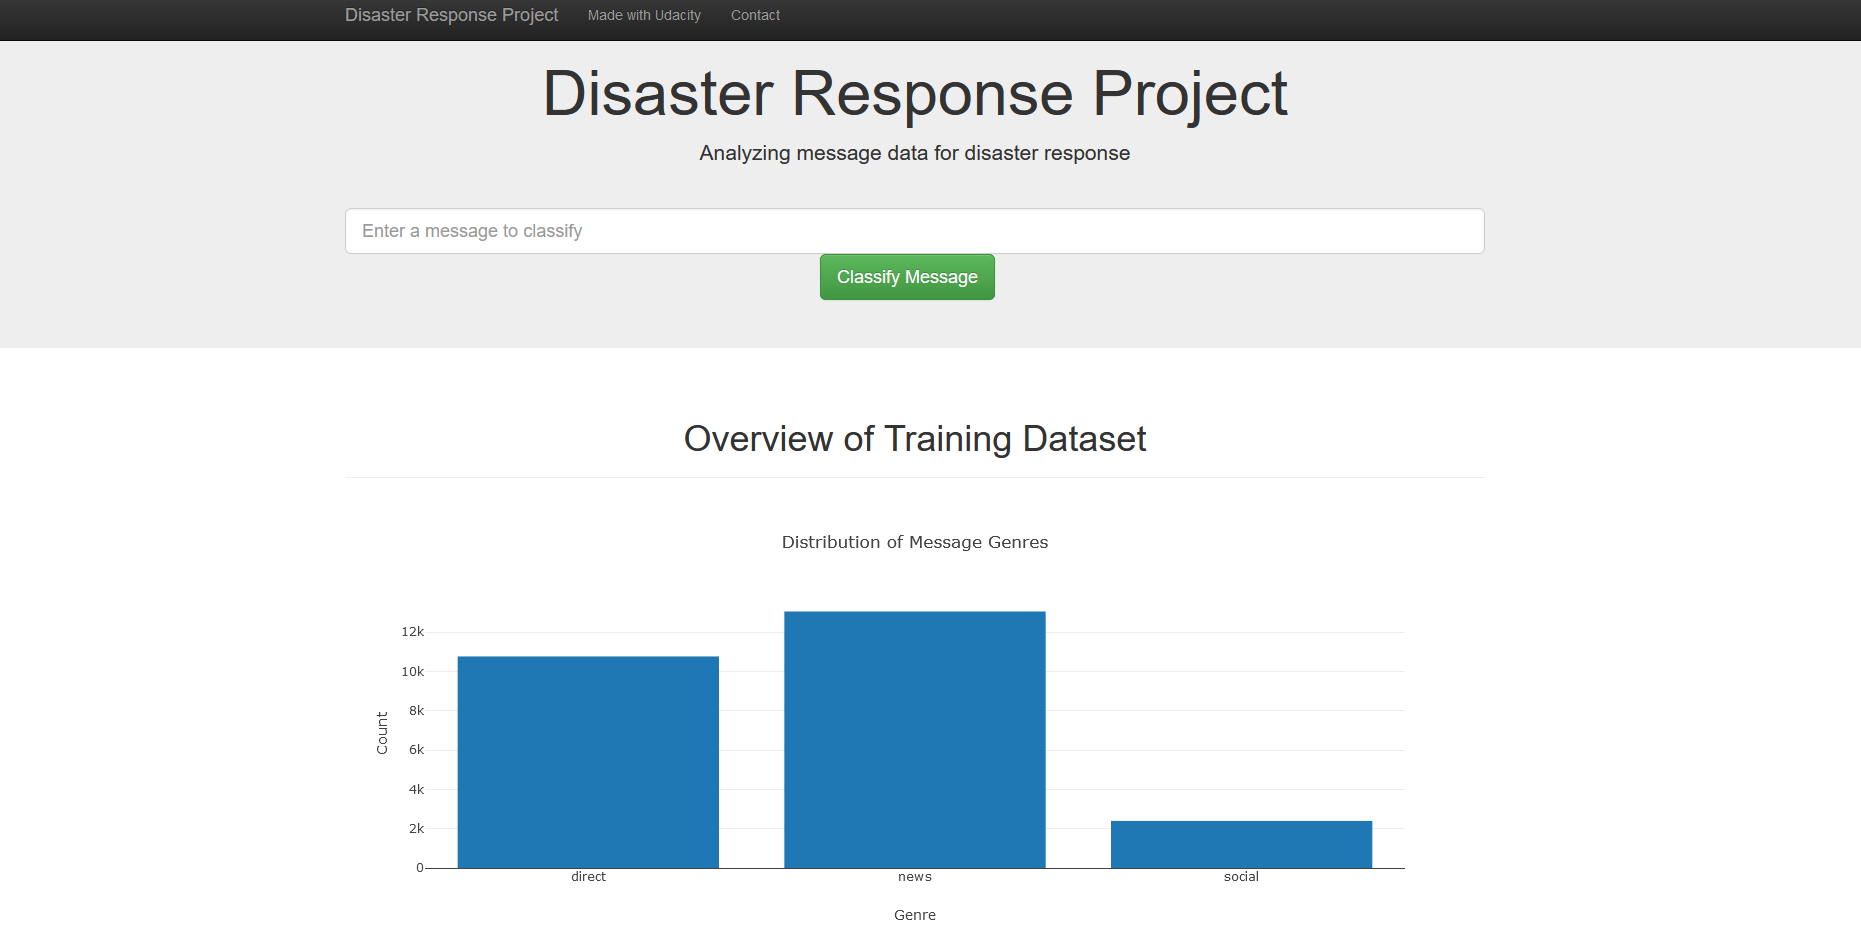 Disaster Response Project Made with Udacity Contact
Disaster Response Project
Analyzing message data for disaster response
Enter a message to classify
Classify Message
Overview of Training Dataset
Distribution of Message Genres
12k
10k
8k
6k
4k
2k
0
Count
direct news social
Genre